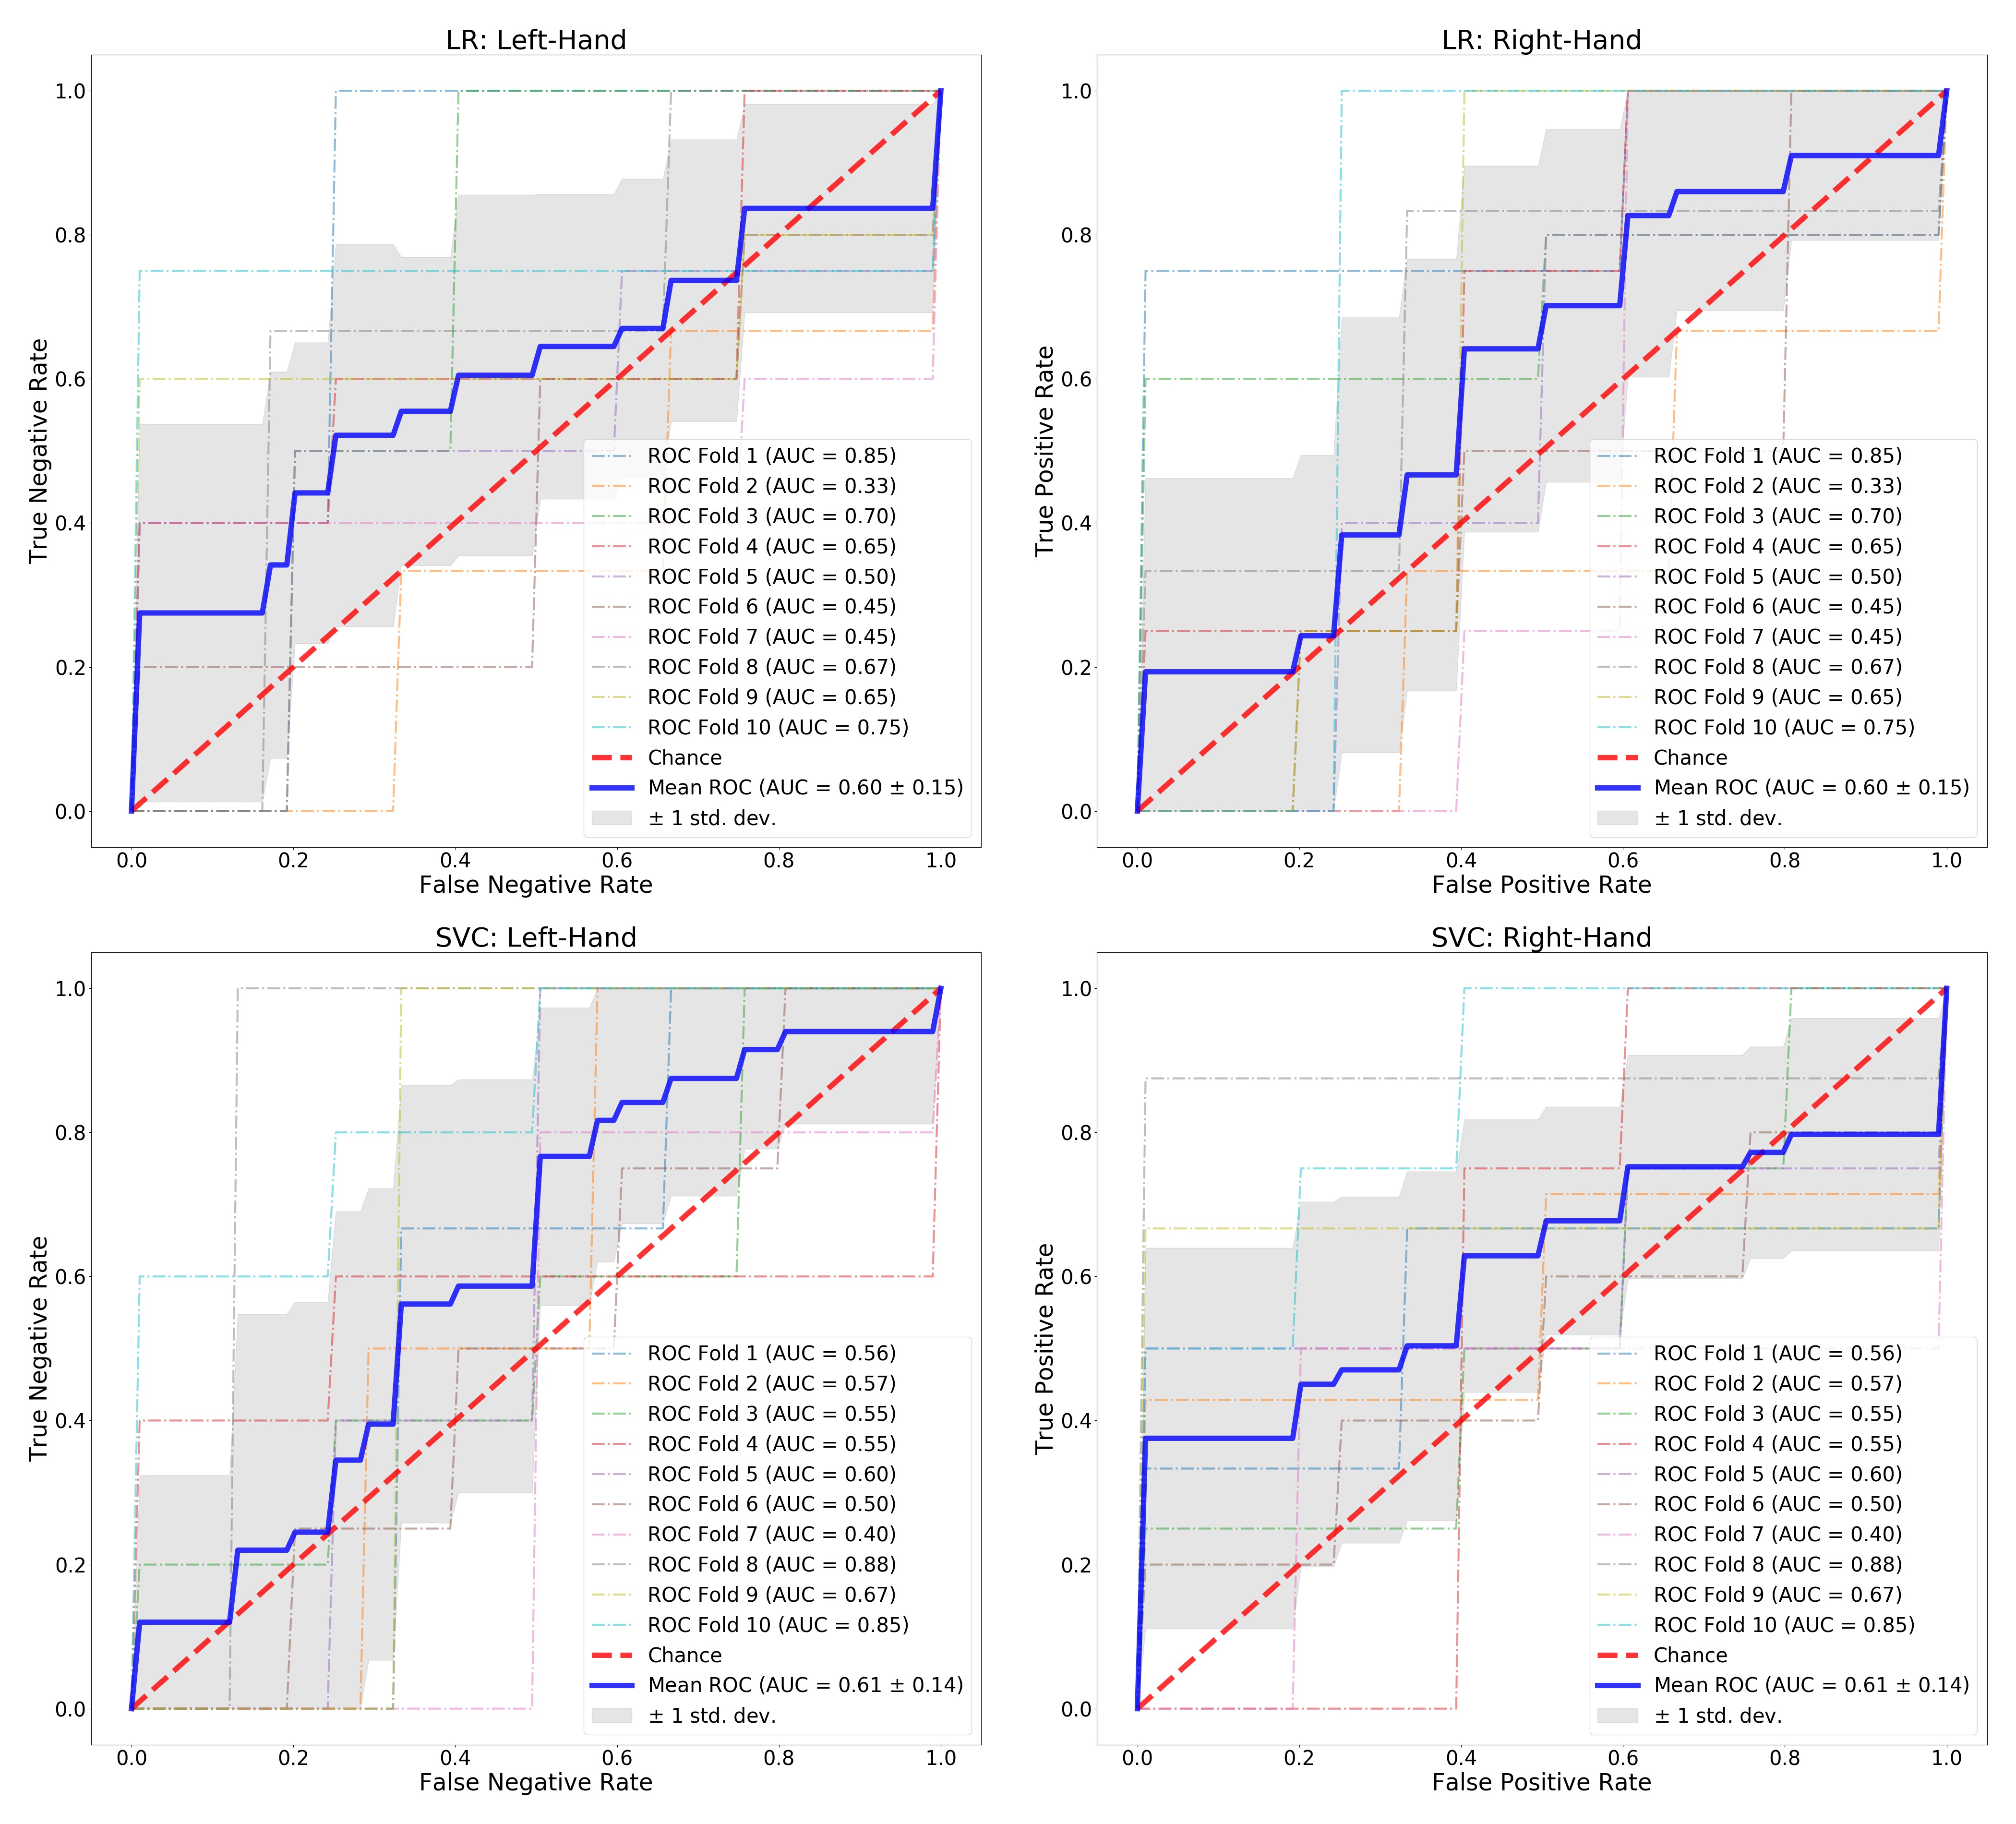 LR: Left-Hand
True Negative Rate
1.0
0.8
0.6
0.4
0.2
0.0
ROC Fold 1 (AUC = 0.85)
ROC Fold 2 (AUC = 0.33)
ROC Fold 3 (AUC = 0.70)
ROC Fold 4 (AUC = 0.65)
ROC Fold 5 (AUC = 0.50)
ROC Fold 6 (AUC = 0.45)
ROC Fold 7 (AUC = 0.45)
ROC Fold 8 (AUC = 0.67)
ROC Fold 9 (AUC = 0.65)
ROC Fold 10 (AUC = 0.75)
Chance
Mean ROC (AUC = 0.60 ± 0.15)
± 1 std. dev.
0.0 0.2 0.4 0.6 0.8 1.0
False Negative Rate
LR: Right-Hand
True Positive Rate
1.0
0.8
0.6
0.4
0.2
0.0
ROC Fold 1 (AUC = 0.85)
ROC Fold 2 (AUC = 0.33)
ROC Fold 3 (AUC = 0.70)
ROC Fold 4 (AUC = 0.65)
ROC Fold 5 (AUC = 0.50)
ROC Fold 6 (AUC = 0.45)
ROC Fold 7 (AUC = 0.45)
ROC Fold 8 (AUC = 0.67)
ROC Fold 9 (AUC = 0.65)
ROC Fold 10 (AUC = 0.75)
Chance
Mean ROC (AUC = 0.60 ± 0.15)
± 1 std. dev.
0.0 0.2 0.4 0.6 0.8 1.0
False Positive Rate
SVC: Left-Hand
True Negative Rate
1.0
0.8
0.6
0.4
0.2
0.0
ROC Fold 1 (AUC = 0.56)
ROC Fold 2 (AUC = 0.57)
ROC Fold 3 (AUC = 0.55)
ROC Fold 4 (AUC = 0.55)
ROC Fold 5 (AUC = 0.60)
ROC Fold 6 (AUC = 0.50)
ROC Fold 7 (AUC = 0.40)
ROC Fold 8 (AUC = 0.88)
ROC Fold 9 (AUC = 0.67)
ROC Fold 10 (AUC = 0.85)
Chance
Mean ROC (AUC = 0.61 ± 0.14)
± 1 std. dev.
0.0 0.2 0.4 0.6 0.8 1.0
False Negative Rate
SVC: Right-Hand
True Positive Rate
1.0
0.8
0.6
0.4
0.2
0.0
ROC Fold 1 (AUC = 0.56)
ROC Fold 2 (AUC = 0.57)
ROC Fold 3 (AUC = 0.55)
ROC Fold 4 (AUC = 0.55)
ROC Fold 5 (AUC = 0.60)
ROC Fold 6 (AUC = 0.50)
ROC Fold 7 (AUC = 0.40)
ROC Fold 8 (AUC = 0.88)
ROC Fold 9 (AUC = 0.67)
ROC Fold 10 (AUC = 0.85)
Chance
Mean ROC (AUC = 0.61 ± 0.14)
± 1 std. dev.
0.0 0.2 0.4 0.6 0.8 1.0
False Positive Rate